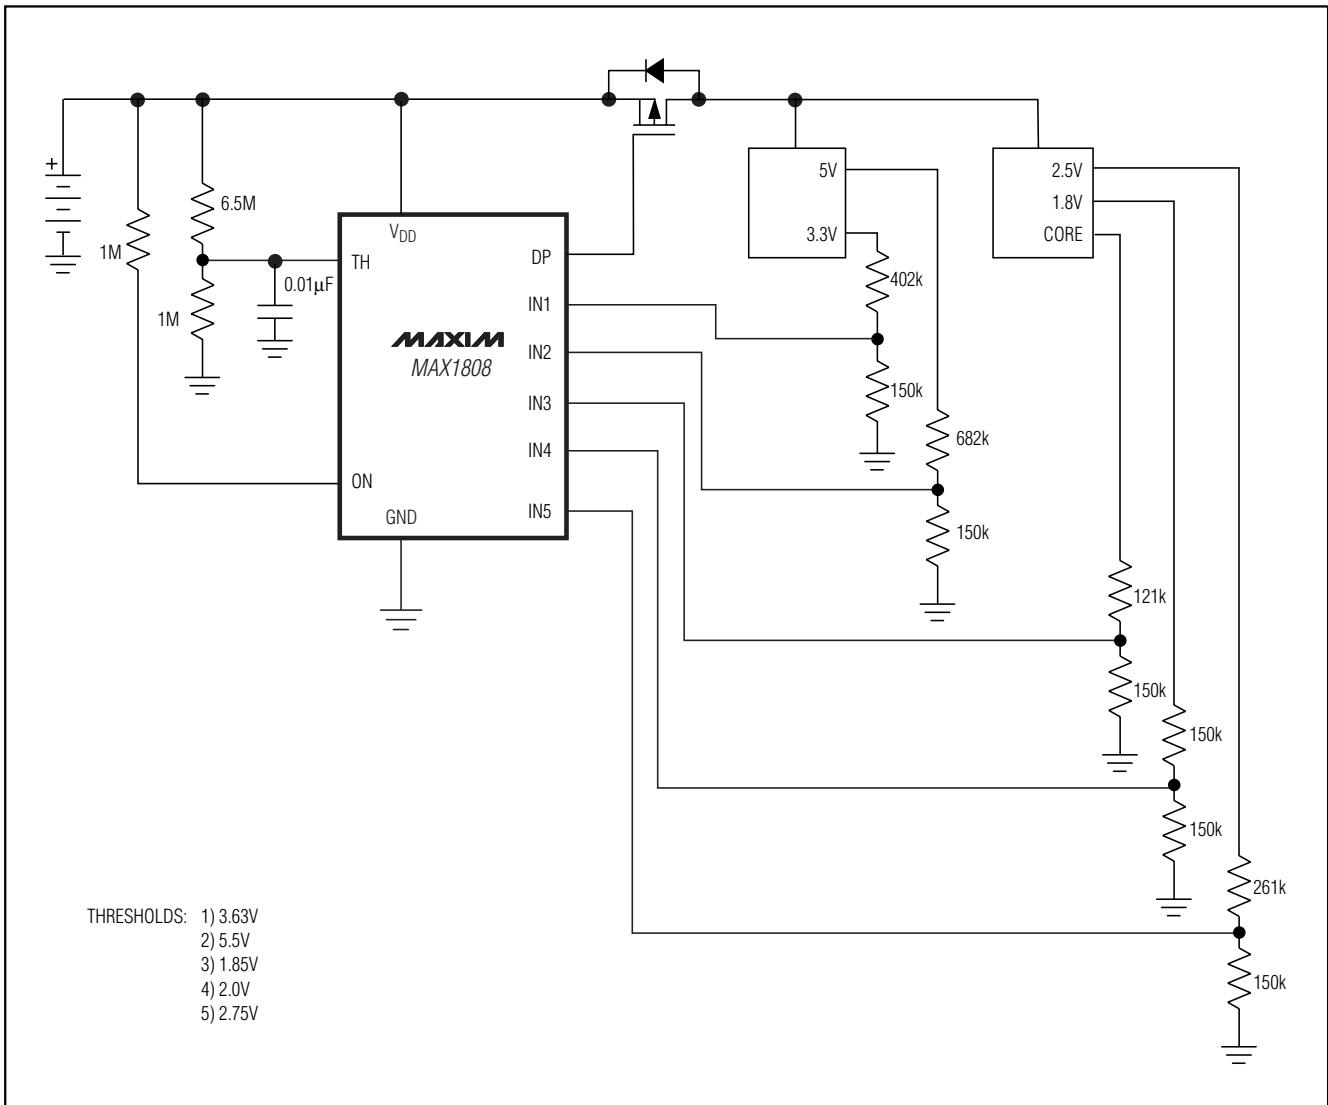 +
6.5M
1M
1M
0.01µF
VDD
TH
DP
IN1
MAXIM
MAX1808
IN2
IN3
IN4
ON
GND
IN5
5V
3.3V
2.5V
1.8V
CORE
402k
150k
682k
150k
121k
150k
150k
150k
261k
150k
THRESHOLDS: 1) 3.63V
2) 5.5V
3) 1.85V
4) 2.0V
5) 2.75V